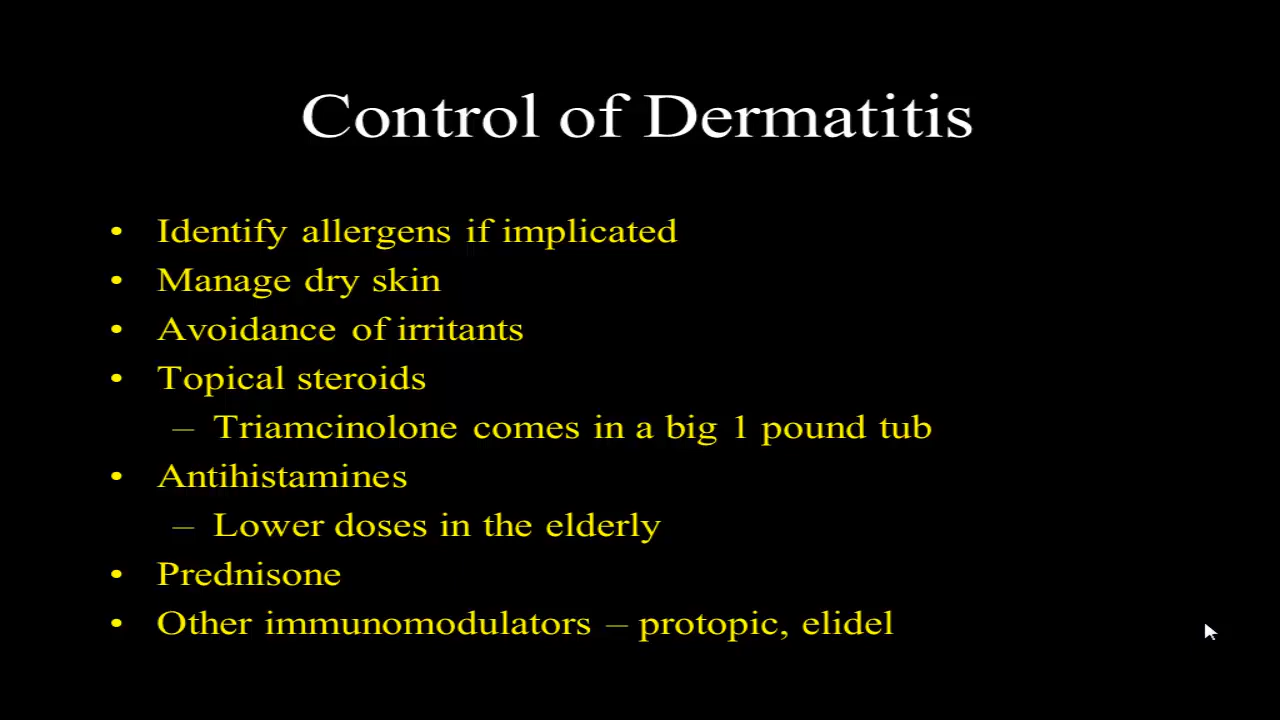 Control of Dermatitis
• Identify allergens if implicated
• Manage dry skin
• Avoidance of irritants
• Topical steroids
– Triamcinolone comes in a big 1 pound tub
• Antihistamines
– Lower doses in the elderly
• Prednisone
• Other immunomodulators – protopic, elidel